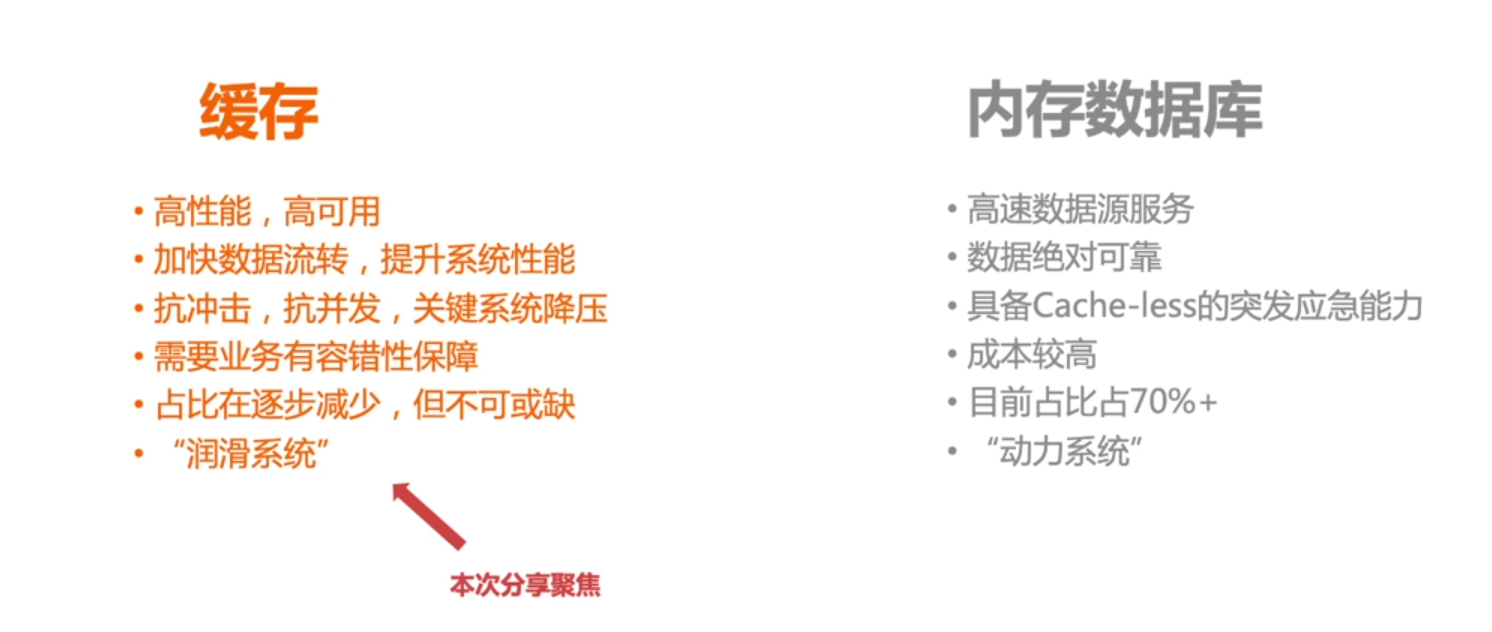 缓存
• 高性能，高可用
• 加快数据流转，提升系统性能
• 抗冲击，抗并发，关键系统降压
• 需要业务有容错性保障
• 占比在逐步减少，但不可或缺
• “润滑系统”
本次分享聚焦
内存数据库
• 高速数据源服务
• 数据绝对可靠
• 具备Cache-less的突发应急能力
• 成本较高
• 目前占比占70%+
• “动力系统”